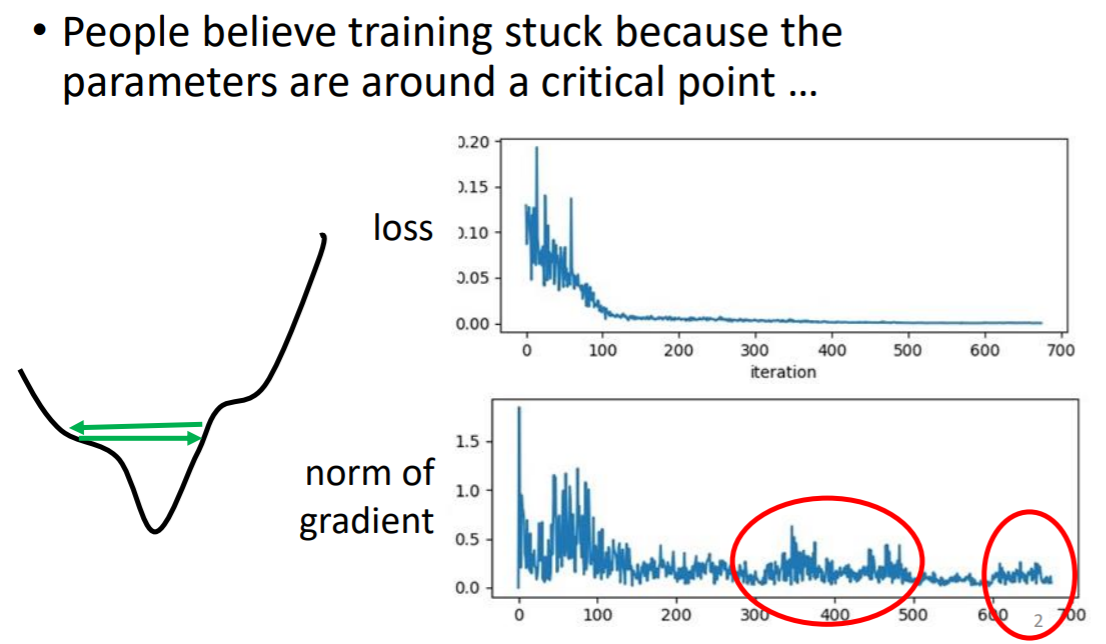 • People believe training stuck because the
parameters are around a critical point …
loss
0.20
0.15
0.10
0.05
0.00
0 100 200 300 400 500 600 700
iteration
norm of
gradient
1.5
1.0
0.5
0.0
0 100 200 300 400 500 600 700
2